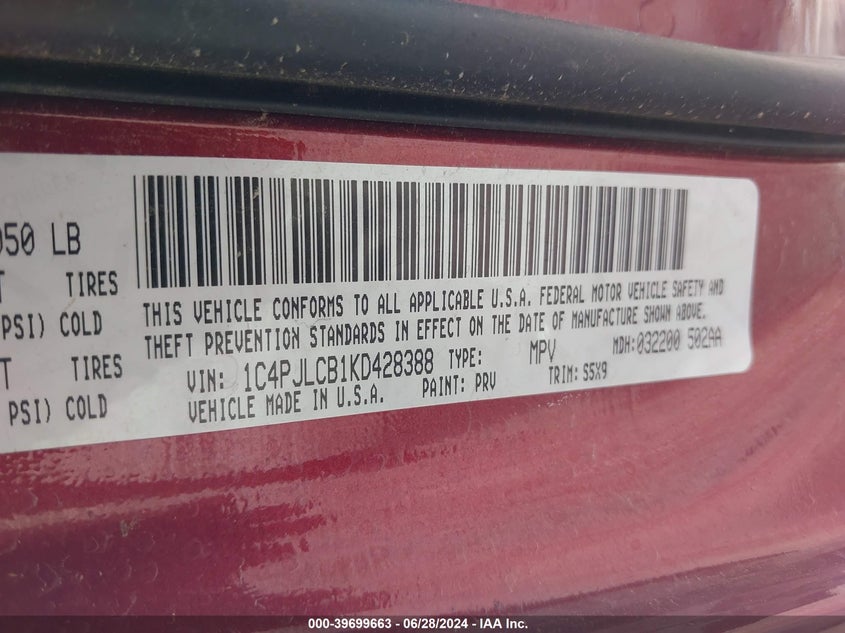 050 LB
TIRES
PSI) COLD
TIRES
PSI) COLD
THIS VEHICLE CONFORMS TO ALL APPLICABLE U.S.A. FEDERAL MOTOR VEHICLE SAFETY AND
THEFT PREVENTION STANDARDS IN EFFECT ON THE DATE OF MANUFACTURE SHOWN ABOVE.
VIN: 1C4PJLCB1KD428388 TYPE: MPV MDH:032200 502AA
VEHICLE MADE IN U.S.A. PAINT: PRV TRIM: S5X9
000-39699663 - 06/28/2024 - IAA Inc.